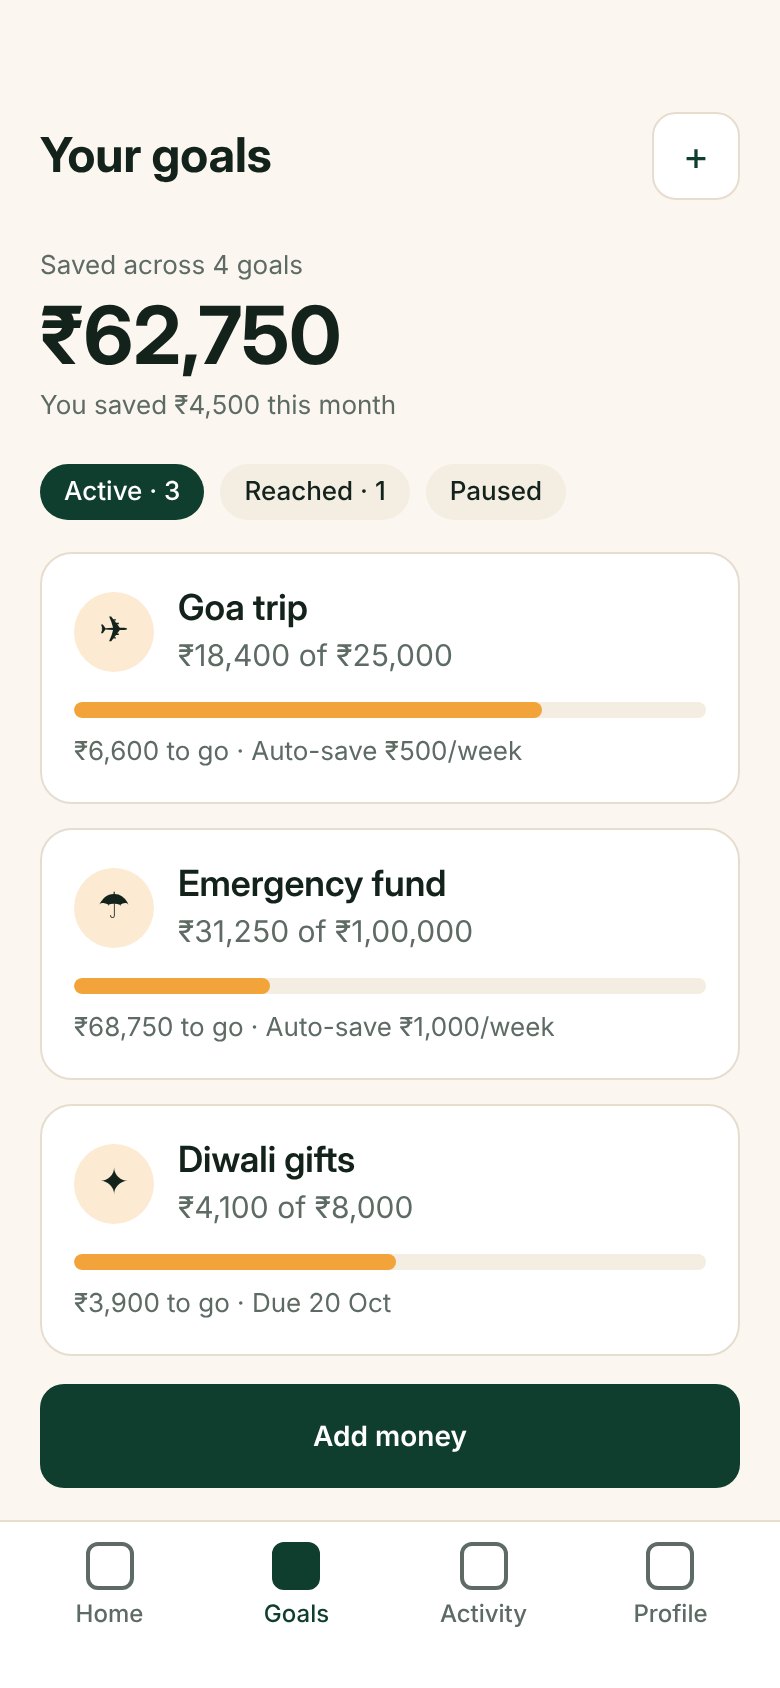 Your goals
+
Saved across 4 goals
₹62,750
You saved ₹4,500 this month
Active · 3
Reached · 1
Paused
Goa trip
₹18,400 of ₹25,000
₹6,600 to go · Auto-save ₹500/week
Emergency fund
₹31,250 of ₹1,00,000
₹68,750 to go · Auto-save ₹1,000/week
Diwali gifts
₹4,100 of ₹8,000
₹3,900 to go · Due 20 Oct
Add money
Home
Goals
Activity
Profile